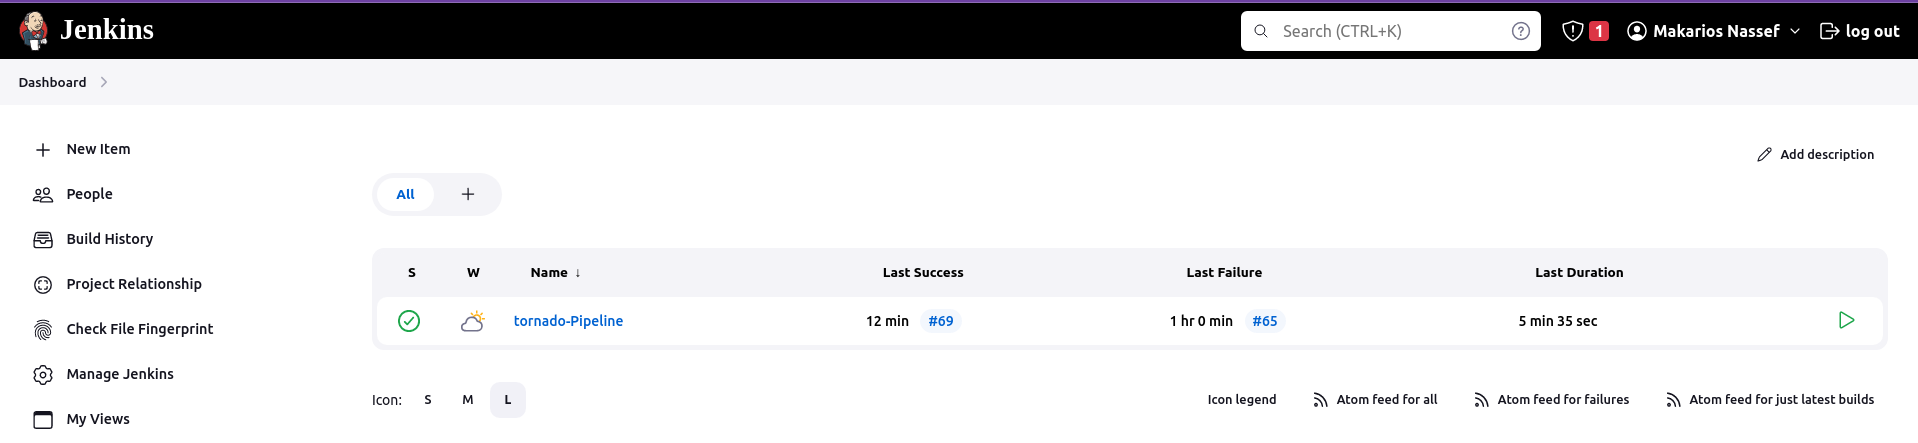 Jenkins
Search (CTRL+K)
1
Makarios Nassef
log out
Dashboard
New Item
People
Build History
Project Relationship
Check File Fingerprint
Manage Jenkins
My Views
Add description
All
S W Name ↓ Last Success Last Failure Last Duration
tornado-Pipeline 12 min #69 1 hr 0 min #65 5 min 35 sec
Icon: S M L
Icon legend Atom feed for all Atom feed for failures Atom feed for just latest builds